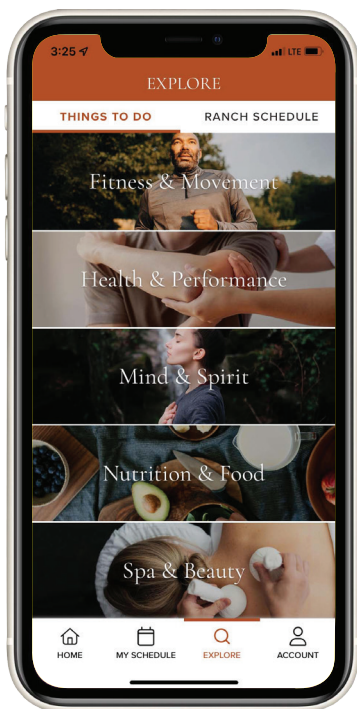 3:25
LTE
EXPLORE
THINGS TO DO
RANCH SCHEDULE
Fitness & Movement
Health & Performance
Mind & Spirit
Nutrition & Food
Spa & Beauty
HOME
MY SCHEDULE
EXPLORE
ACCOUNT